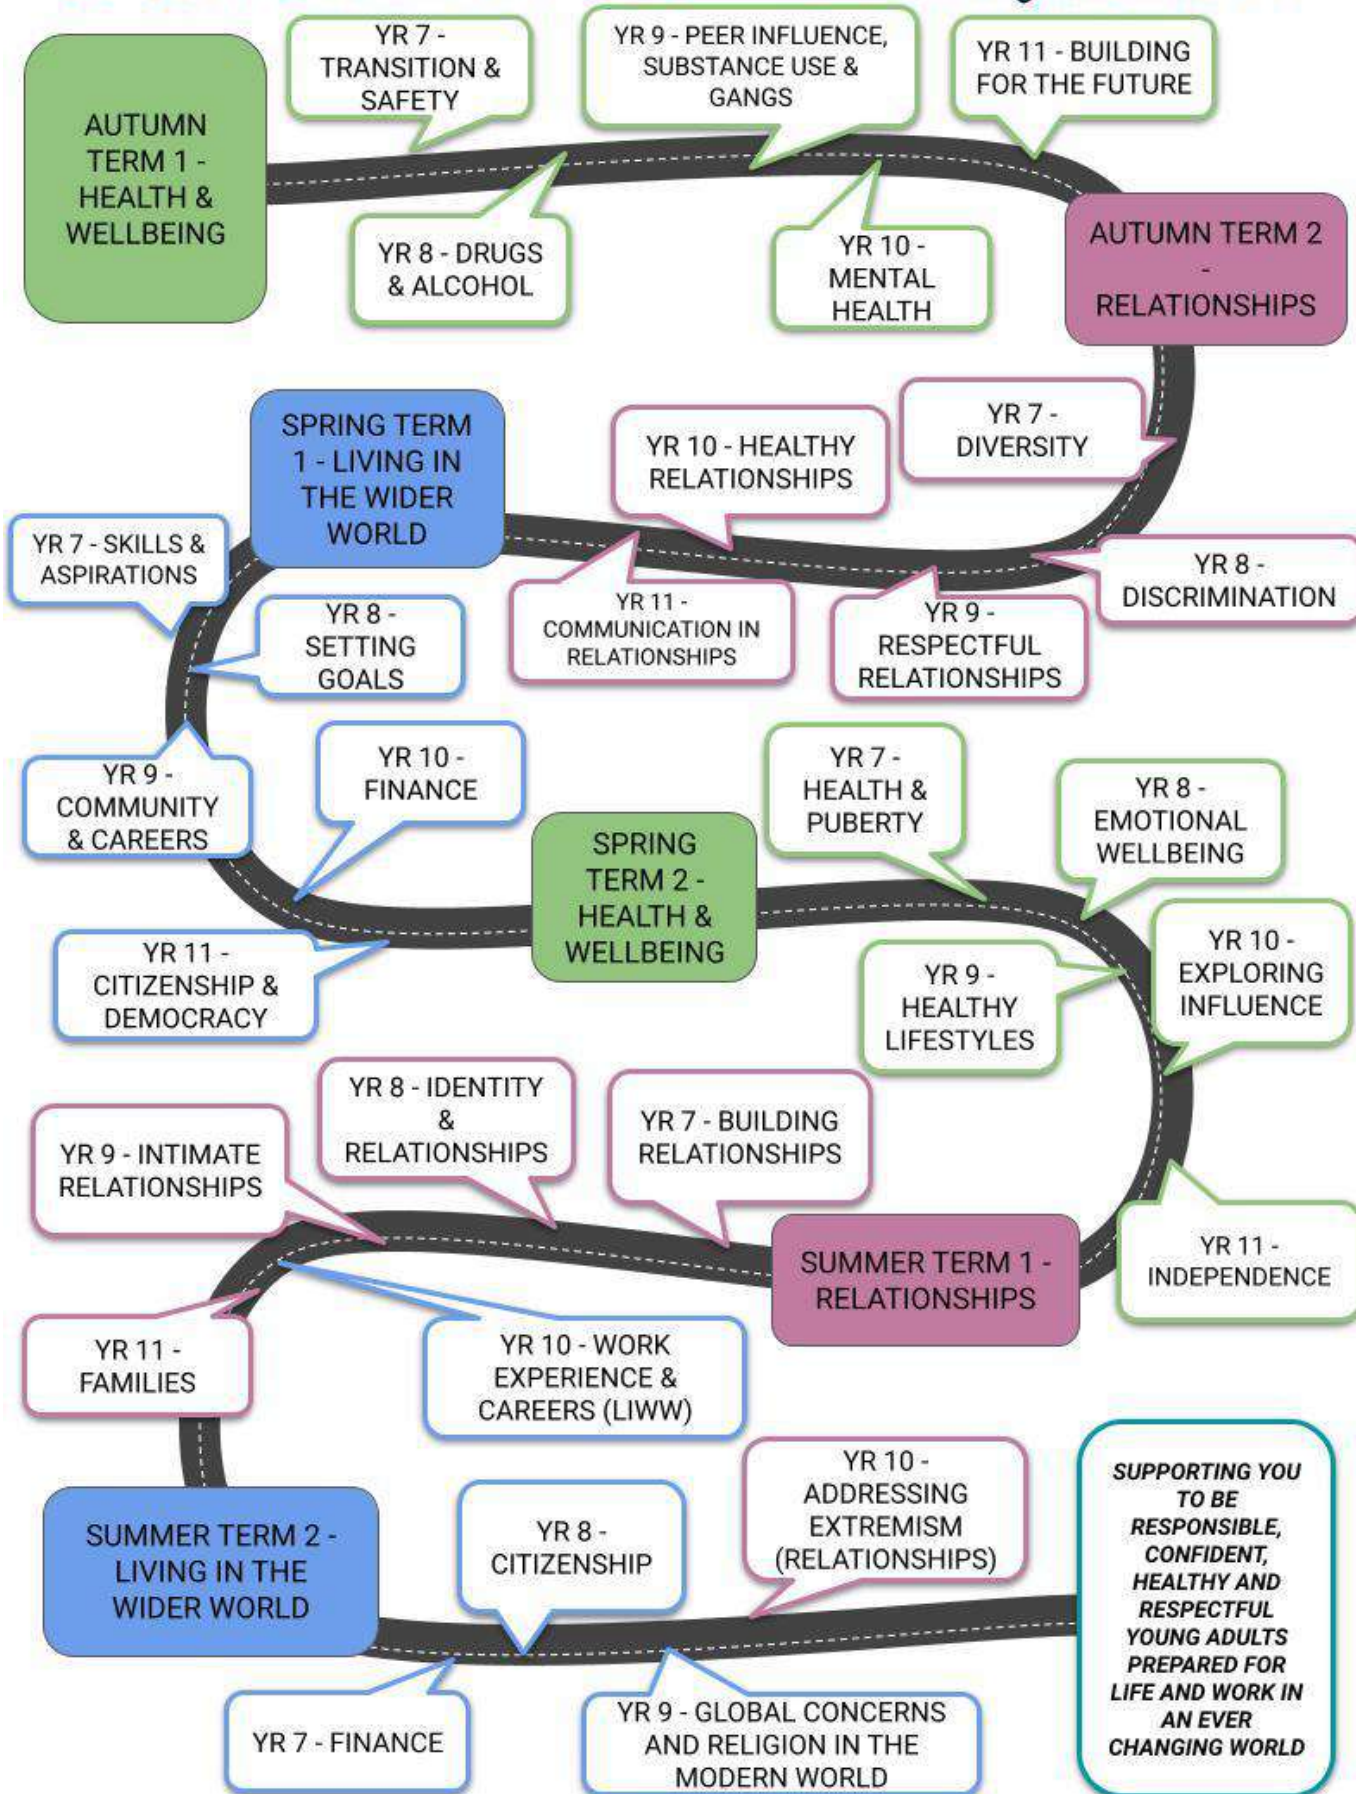 AUTUMN
TERM 1 -
HEALTH &
WELLBEING
YR 7 -
TRANSITION &
SAFETY
YR 9 - PEER INFLUENCE,
SUBSTANCE USE &
GANGS
YR 11 - BUILDING
FOR THE FUTURE
YR 8 - DRUGS
& ALCOHOL
YR 10 -
MENTAL
HEALTH
AUTUMN TERM 2
-
RELATIONSHIPS
YR 7 -
DIVERSITY
YR 8 -
DISCRIMINATION
YR 9 -
RESPECTFUL
RELATIONSHIPS
YR 10 - HEALTHY
RELATIONSHIPS
YR 11 -
COMMUNICATION IN
RELATIONSHIPS
SPRING TERM
1 - LIVING IN
THE WIDER
WORLD
YR 7 - SKILLS &
ASPIRATIONS
YR 8 -
SETTING
GOALS
YR 9 -
COMMUNITY
& CAREERS
YR 10 -
FINANCE
YR 11 -
CITIZENSHIP &
DEMOCRACY
SPRING
TERM 2 -
HEALTH &
WELLBEING
YR 7 -
HEALTH &
PUBERTY
YR 8 -
EMOTIONAL
WELLBEING
YR 9 -
HEALTHY
LIFESTYLES
YR 10 -
EXPLORING
INFLUENCE
YR 11 -
INDEPENDENCE
SUMMER TERM 1 -
RELATIONSHIPS
YR 7 - BUILDING
RELATIONSHIPS
YR 8 - IDENTITY
&
RELATIONSHIPS
YR 9 - INTIMATE
RELATIONSHIPS
YR 10 - WORK
EXPERIENCE &
CAREERS (LIWW)
YR 11 -
FAMILIES
SUMMER TERM 2 -
LIVING IN THE
WIDER WORLD
YR 7 - FINANCE
YR 8 -
CITIZENSHIP
YR 9 - GLOBAL CONCERNS
AND RELIGION IN THE
MODERN WORLD
YR 10 -
ADDRESSING
EXTREMISM
(RELATIONSHIPS)
SUPPORTING YOU
TO BE
RESPONSIBLE,
CONFIDENT,
HEALTHY AND
RESPECTFUL
YOUNG ADULTS
PREPARED FOR
LIFE AND WORK IN
AN EVER
CHANGING WORLD